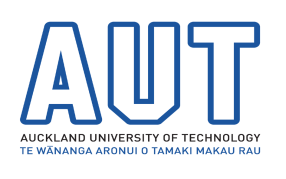 AUT
AUCKLAND UNIVERSITY OF TECHNOLOGY
TE WĀNANGA ARONUI O TAMAKI MAKAU RAU